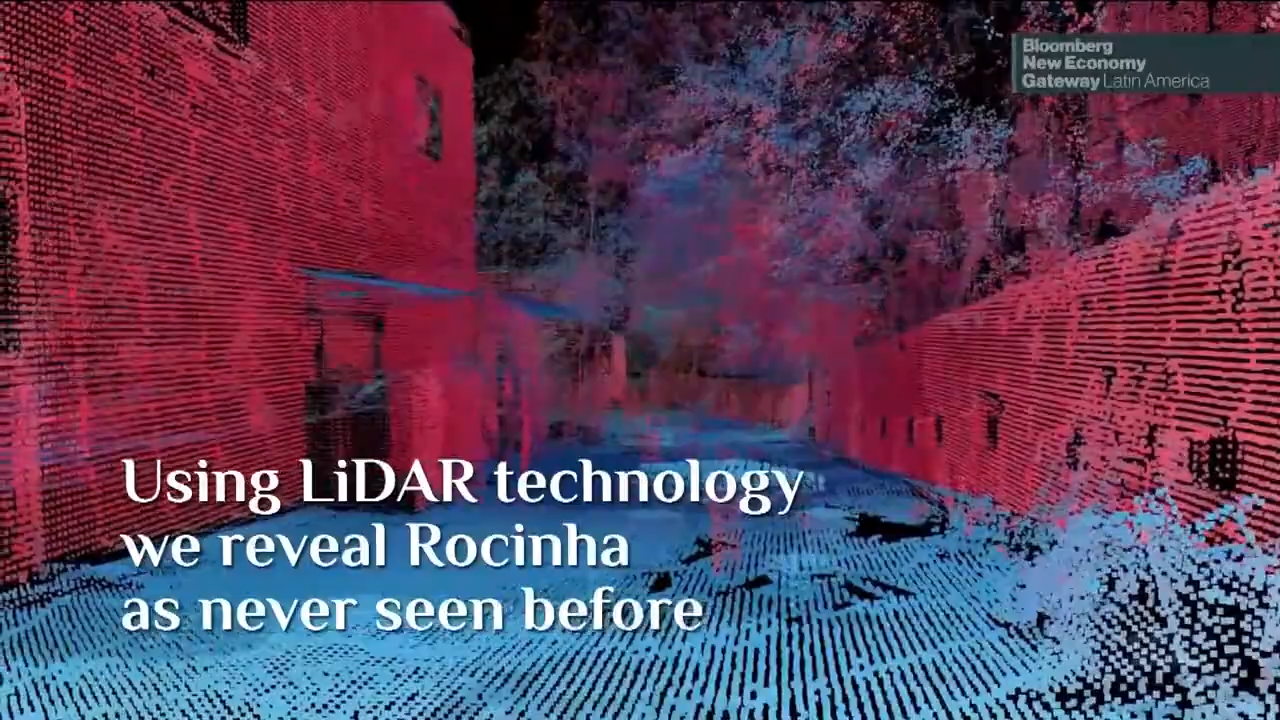 Bloomberg
New Economy
Gateway Latin America
Using LiDAR technology
we reveal Rocinha
as never seen before